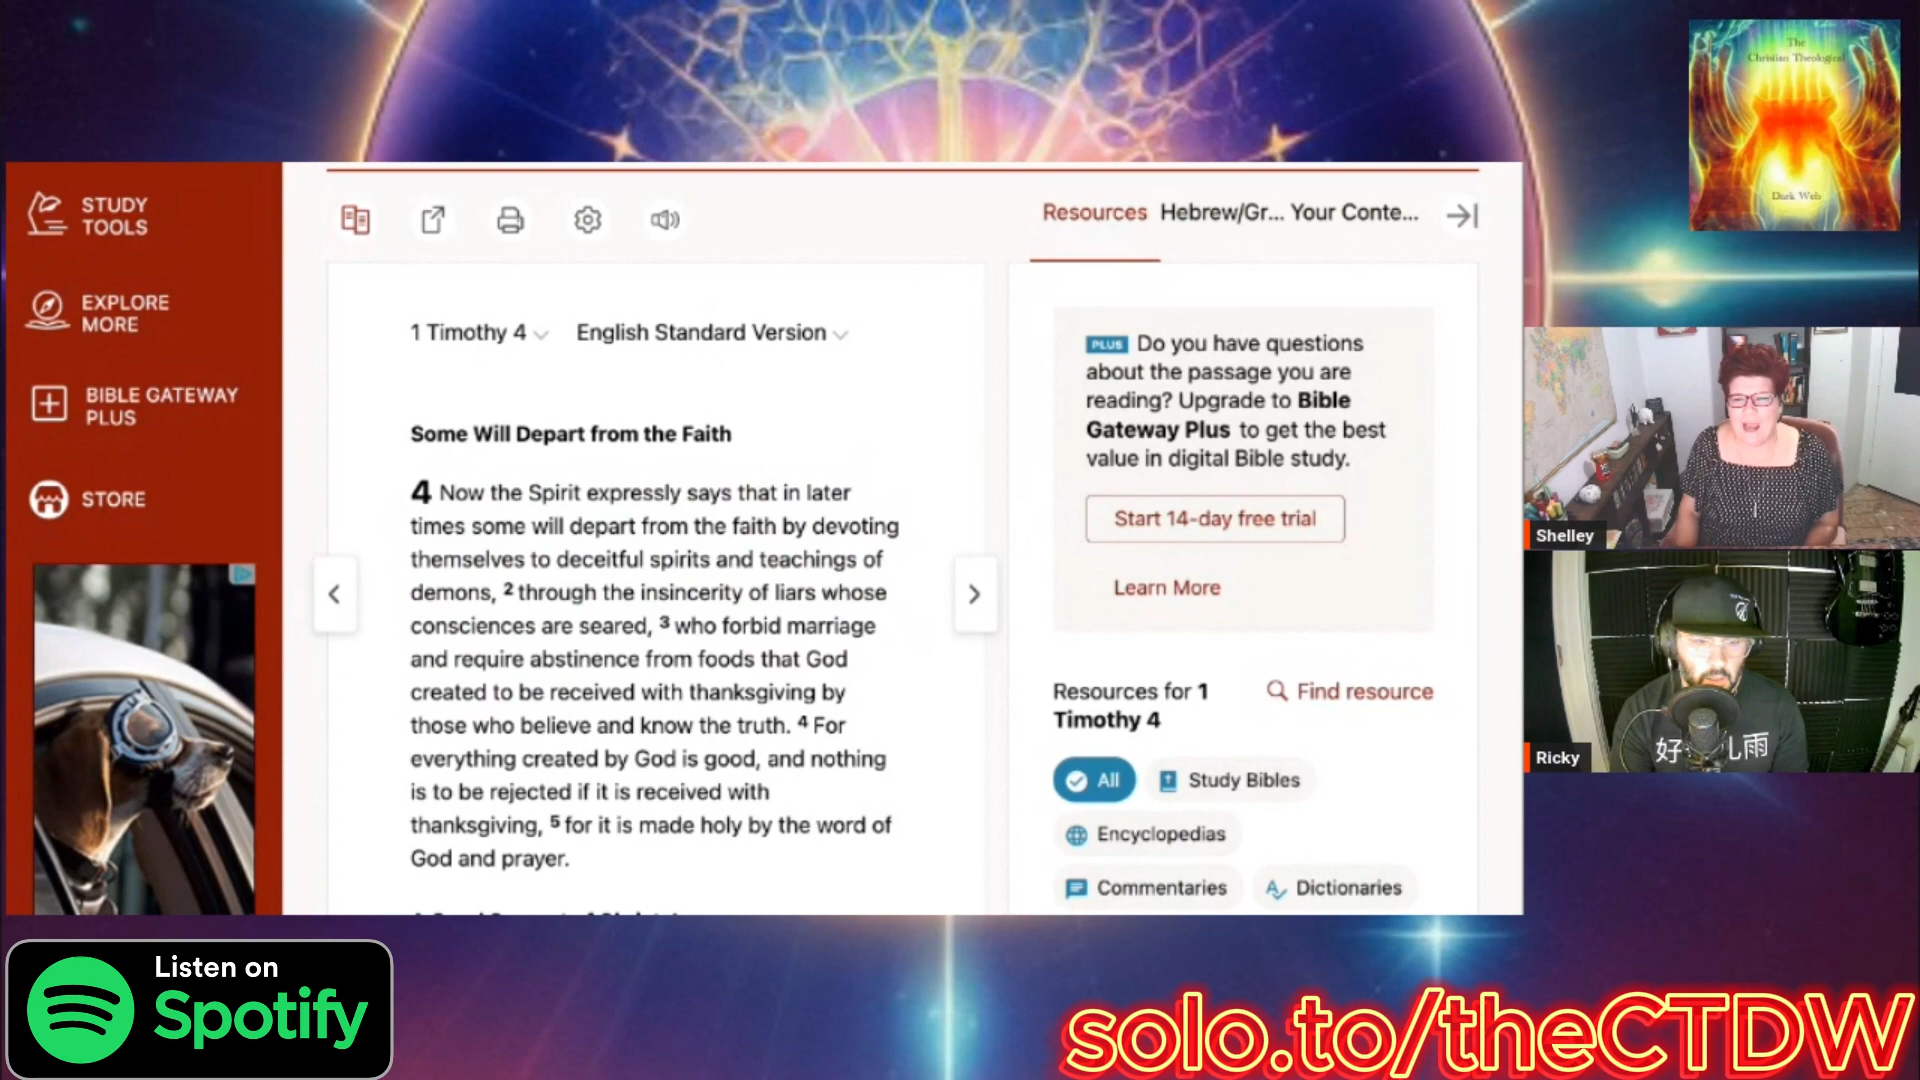 The
Christian Theological
Dark Web
STUDY
TOOLS
EXPLORE
MORE
BIBLE GATEWAY
PLUS
STORE
Resources Hebrew/Gr... Your Conte...
1 Timothy 4 English Standard Version
Some Will Depart from the Faith
4 Now the Spirit expressly says that in later
times some will depart from the faith by devoting
themselves to deceitful spirits and teachings of
demons, 2 through the insincerity of liars whose
consciences are seared, 3 who forbid marriage
and require abstinence from foods that God
created to be received with thanksgiving by
those who believe and know the truth. 4 For
everything created by God is good, and nothing
is to be rejected if it is received with
thanksgiving, 5 for it is made holy by the word of
God and prayer.
PLUS Do you have questions
about the passage you are
reading? Upgrade to Bible
Gateway Plus to get the best
value in digital Bible study.
Start 14-day free trial
Learn More
Resources for 1
Timothy 4
Find resource
All
Study Bibles
Encyclopedias
Commentaries
Dictionaries
Shelley
Ricky
好
雨
Listen on
Spotify
solo.to/theCTDW